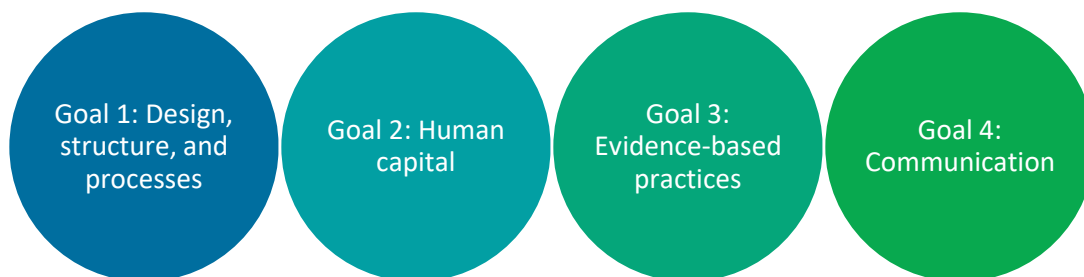 Goal 1: Design,
structure, and
processes
Goal 2: Human
capital
Goal 3:
Evidence-based
practices
Goal 4:
Communication